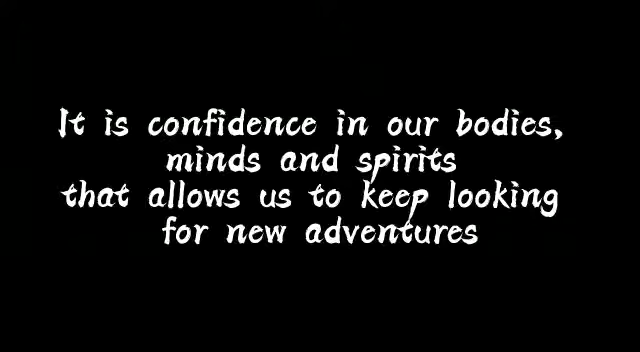 It is confidence in our bodies,
minds and spirits
that allows us to keep looking
for new adventures